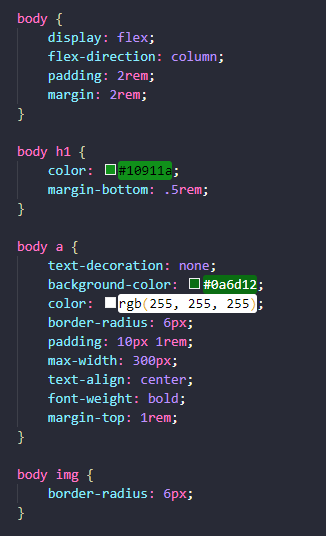 body {
    display: flex;
    flex-direction: column;
    padding: 2rem;
    margin: 2rem;
}

body h1 {
    color: #10911a;
    margin-bottom: .5rem;
}

body a {
    text-decoration: none;
    background-color: #0a6d12;
    color: rgb(255, 255, 255);
    border-radius: 6px;
    padding: 10px 1rem;
    max-width: 300px;
    text-align: center;
    font-weight: bold;
    margin-top: 1rem;
}

body img {
    border-radius: 6px;
}